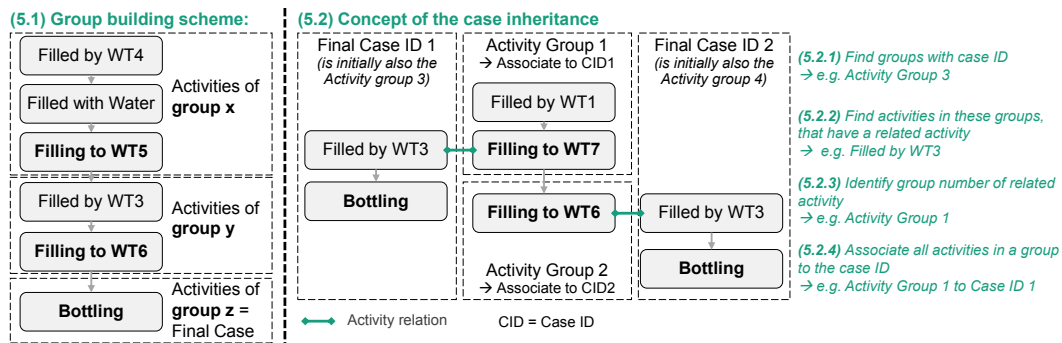 (5.1) Group building scheme:
Filled by WT4
Filled with Water
Filling to WT5
Activities of
group x
Filled by WT3
Filling to WT6
Activities of
group y
Bottling
Activities of
group z =
Final Case
(5.2) Concept of the case inheritance
Final Case ID 1
(is initially also the
Activity group 3)
Filled by WT3
Bottling
Activity Group 1
→ Associate to CID1
Filled by WT1
Filling to WT7
Filling to WT6
Activity Group 2
→ Associate to CID2
Final Case ID 2
(is initially also the
Activity group 4)
Filled by WT3
Bottling
Activity relation
CID = Case ID
(5.2.1) Find groups with case ID
→ e.g. Activity Group 3
(5.2.2) Find activities in these groups,
that have a related activity
→ e.g. Filled by WT3
(5.2.3) Identify group number of related
activity
→ e.g. Activity Group 1
(5.2.4) Associate all activities in a group
to the case ID
→ e.g. Activity Group 1 to Case ID 1